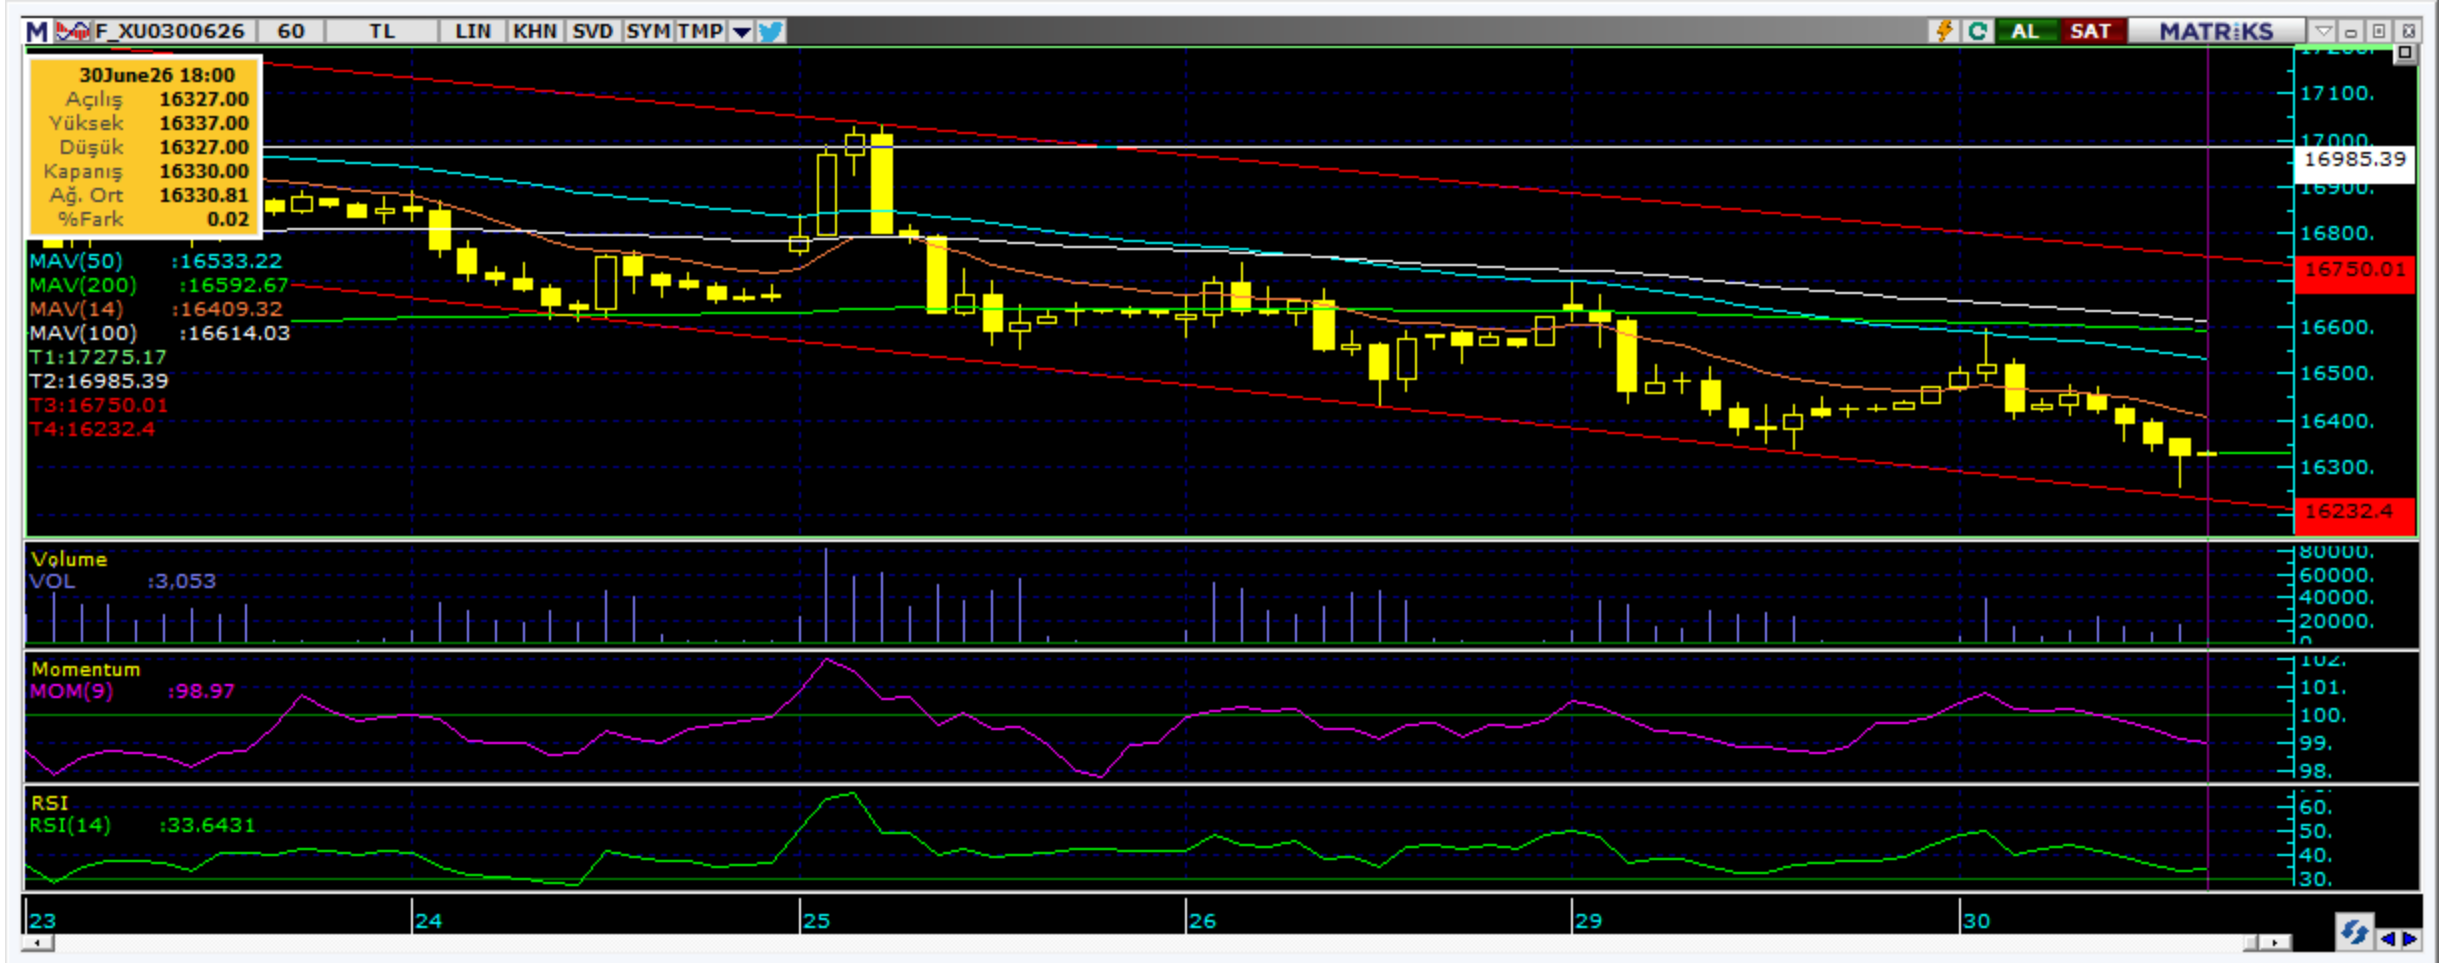 M F_XU0300626 60 TL LIN KHN SVD SYM TMP AL SAT MATRiKS
30June26 18:00
Açılış 16327.00
Yüksek 16337.00
Düşük 16327.00
Kapanış 16330.00
Ağ. Ort 16330.81
%Fark 0.02
MAV(50) :16533.22
MAV(200) :16592.67
MAV(14) :16409.32
MAV(100) :16614.03
T1:17275.17
T2:16985.39
T3:16750.01
T4:16232.4
17200.
17100.
17000.
16985.39
16900.
16800.
16750.01
16600.
16500.
16400.
16300.
16232.4
Volume
VOL :3,053
80000.
60000.
40000.
20000.
0
Momentum
MOM(9) :98.97
102.
101.
100.
99.
98.
RSI
RSI(14) :33.6431
60.
50.
40.
30.
23 24 25 26 29 30